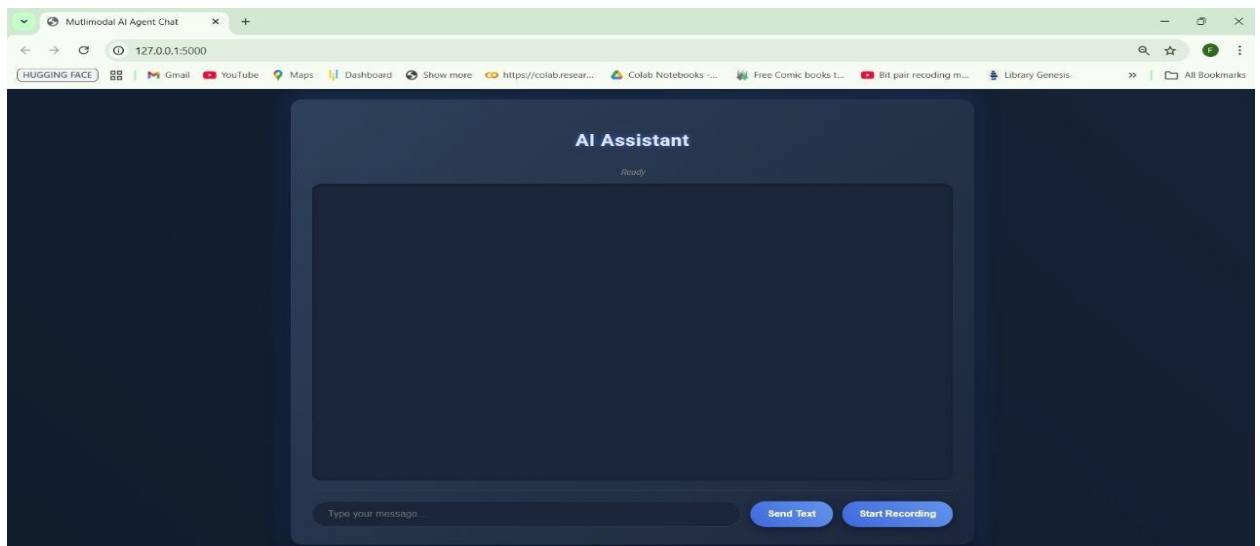 Mutlimodal AI Agent Chat
127.0.0.1:5000
F
HUGGING FACE Gmail YouTube Maps Dashboard Show more https://colab.resear... Colab Notebooks -... Free Comic books t... Bit pair recoding m... Library Genesis All Bookmarks
AI Assistant
Ready
Type your message...
Send Text Start Recording